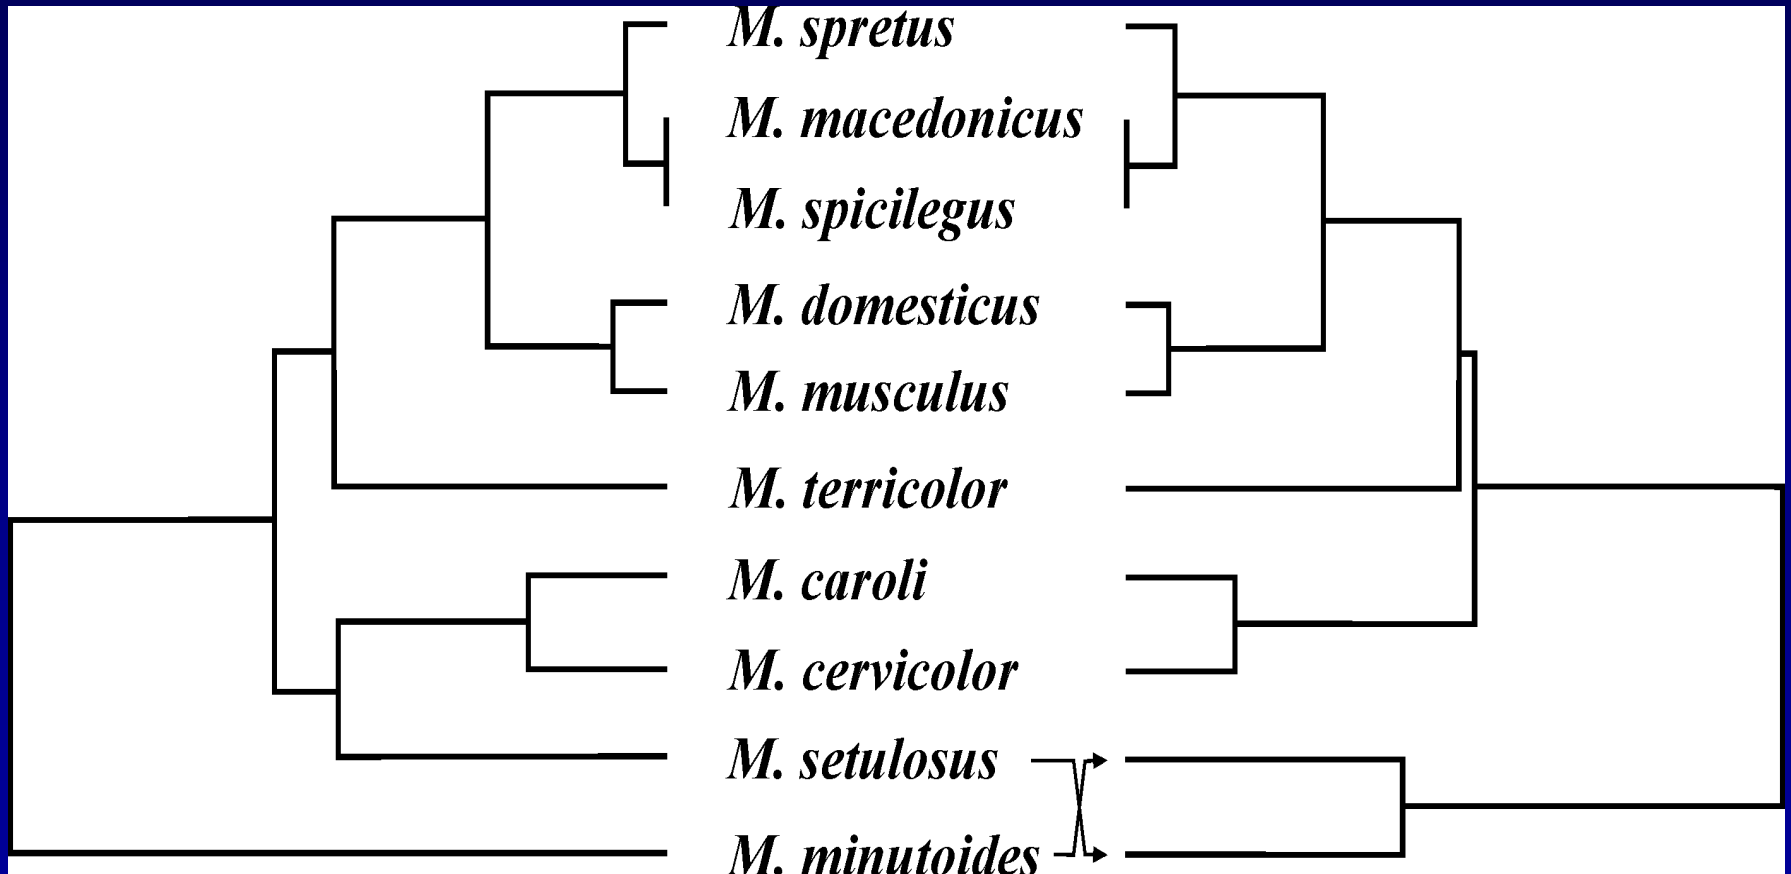 M. spretus
M. macedonicus
M. spicilegus
M. domesticus
M. musculus
M. terricolor
M. caroli
M. cervicolor
M. setulosus
M. minutoides